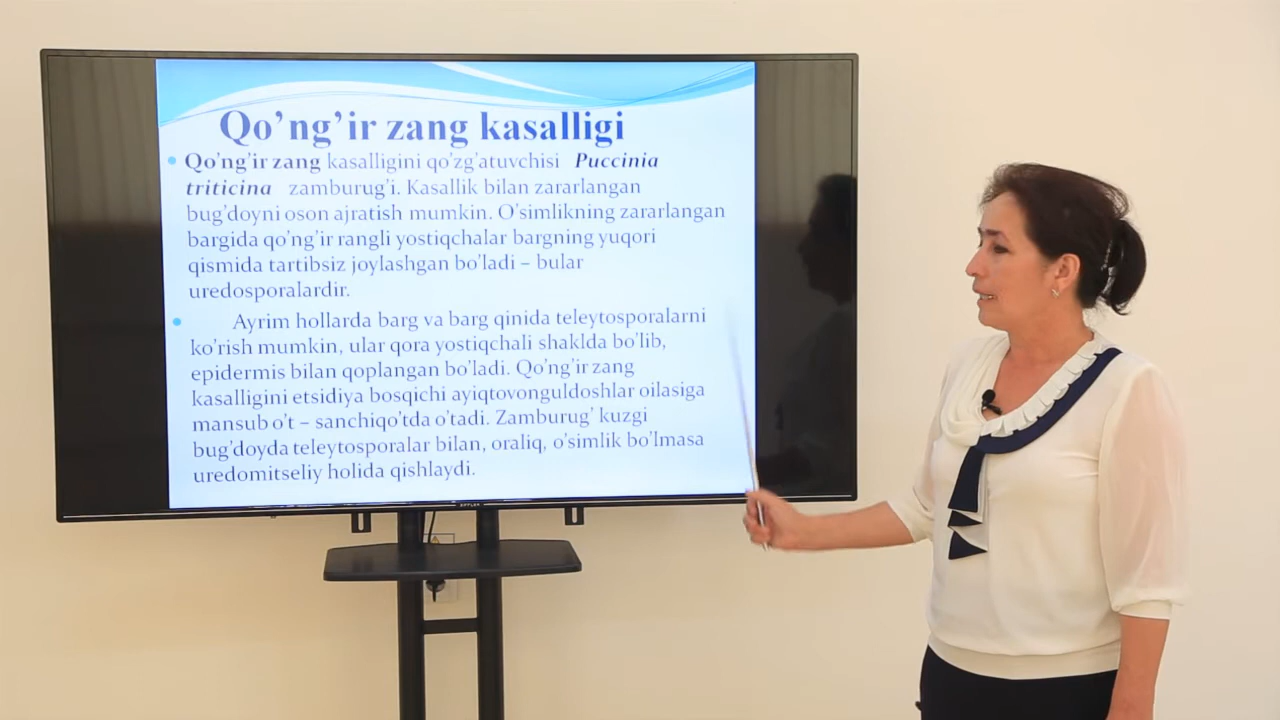 Qo’ng’ir zang kasalligi
Qo’ng’ir zang kasalligini qo’zg’atuvchisi Puccinia
triticina zamburug’i. Kasallik bilan zararlangan
bug’doyni oson ajratish mumkin. O’simlikning zararlangan
bargida qo’ng’ir rangli yostiqchalar bargning yuqori
qismida tartibsiz joylashgan bo’ladi – bular
uredosporalardir.
Ayrim hollarda barg va barg qinida teleytosporalarni
ko’rish mumkin, ular qora yostiqchali shaklda bo’lib,
epidermis bilan qoplangan bo’ladi. Qo’ng’ir zang
kasalligini etsidiya bosqichi ayiqtovonguldoshlar oilasiga
mansub o’t – sanchiqo’tda o’tadi. Zamburug’ kuzgi
bug’doyda teleytosporalar bilan, oraliq, o’simlik bo’lmasa
uredomitseliy holida qishlaydi.